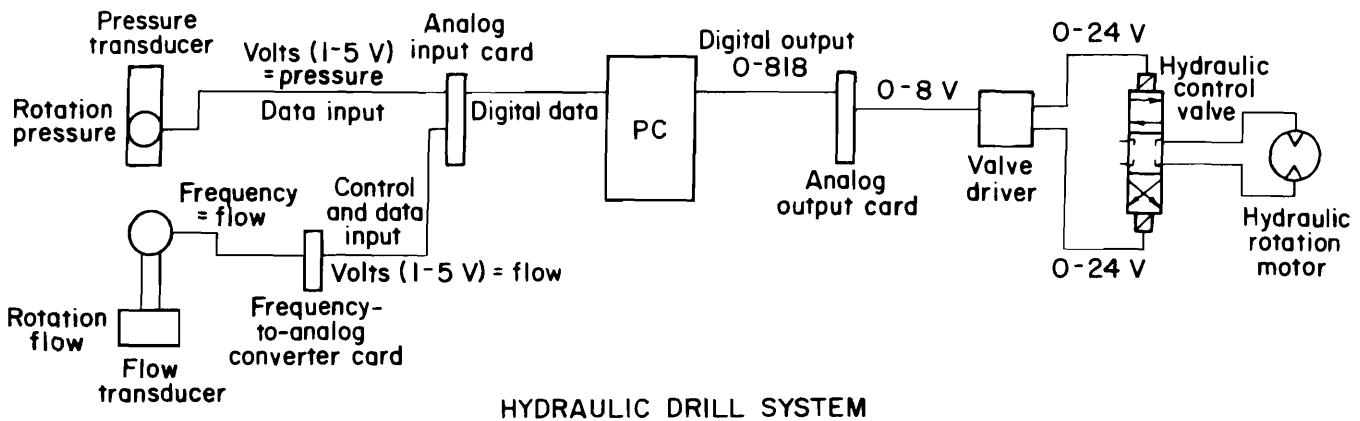 Pressure
transducer
Rotation
pressure
Volts (1-5 V)
=pressure
Data input
Analog
input card
Digital data
PC
Digital output
0-818
0-8 V
Analog
output card
Valve
driver
0-24 V
Hydraulic
control
valve
0-24 V
Hydraulic
rotation
motor
Frequency
=flow
Control
and data
input
Volts (1-5 V) = flow
Rotation
flow
Flow
transducer
Frequency-
to-analog
converter card
HYDRAULIC DRILL SYSTEM